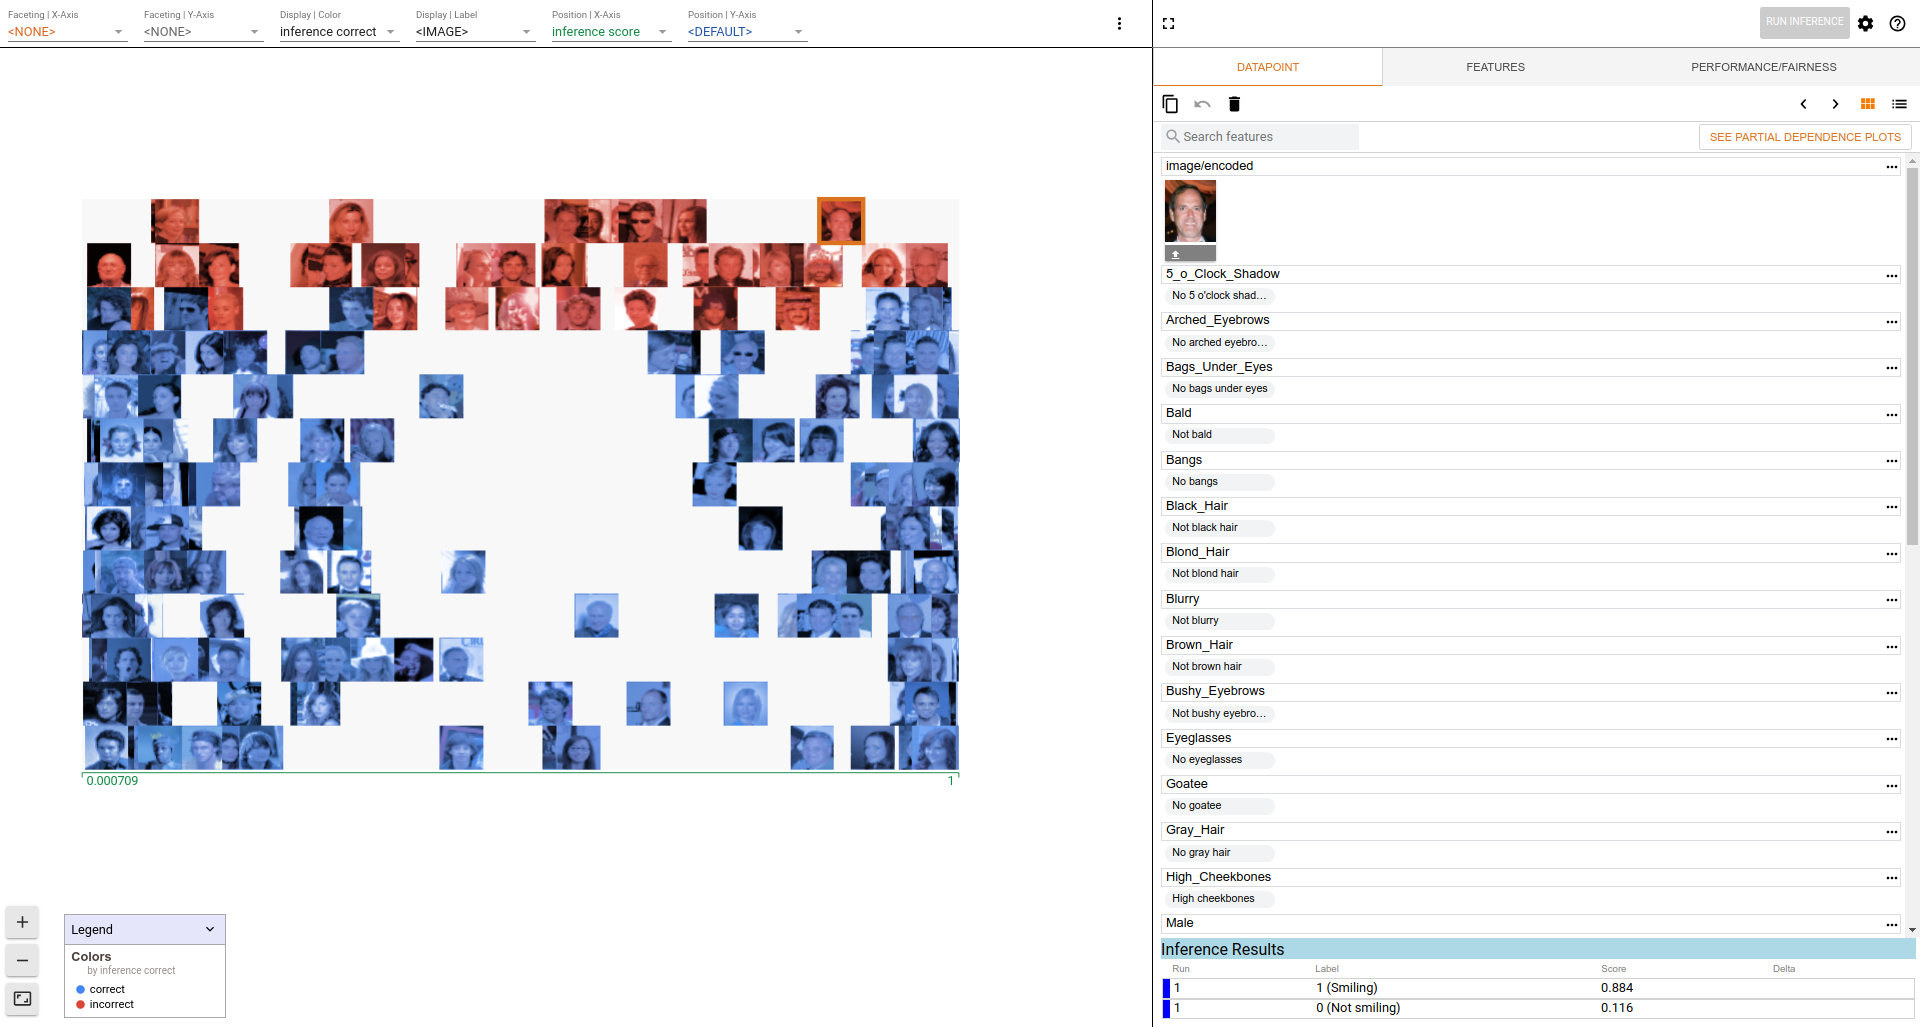 Faceting | X-Axis
<NONE>
Faceting | Y-Axis
<NONE>
Display | Color
inference correct
Display | Label
<IMAGE>
Position | X-Axis
inference score
Position | Y-Axis
<DEFAULT>
0.000709
1
Legend
Colors
by inference correct
correct
incorrect
RUN INFERENCE
DATAPOINT
FEATURES
PERFORMANCE/FAIRNESS
Search features
SEE PARTIAL DEPENDENCE PLOTS
image/encoded
5_o_Clock_Shadow
No 5 o'clock shad...
Arched_Eyebrows
No arched eyebro...
Bags_Under_Eyes
No bags under eyes
Bald
Not bald
Bangs
No bangs
Black_Hair
Not black hair
Blond_Hair
Not blond hair
Blurry
Not blurry
Brown_Hair
Not brown hair
Bushy_Eyebrows
Not bushy eyebro...
Eyeglasses
No eyeglasses
Goatee
No goatee
Gray_Hair
No gray hair
High_Cheekbones
High cheekbones
Male
Inference Results
Run Label Score Delta
1 1 (Smiling) 0.884
1 0 (Not smiling) 0.116